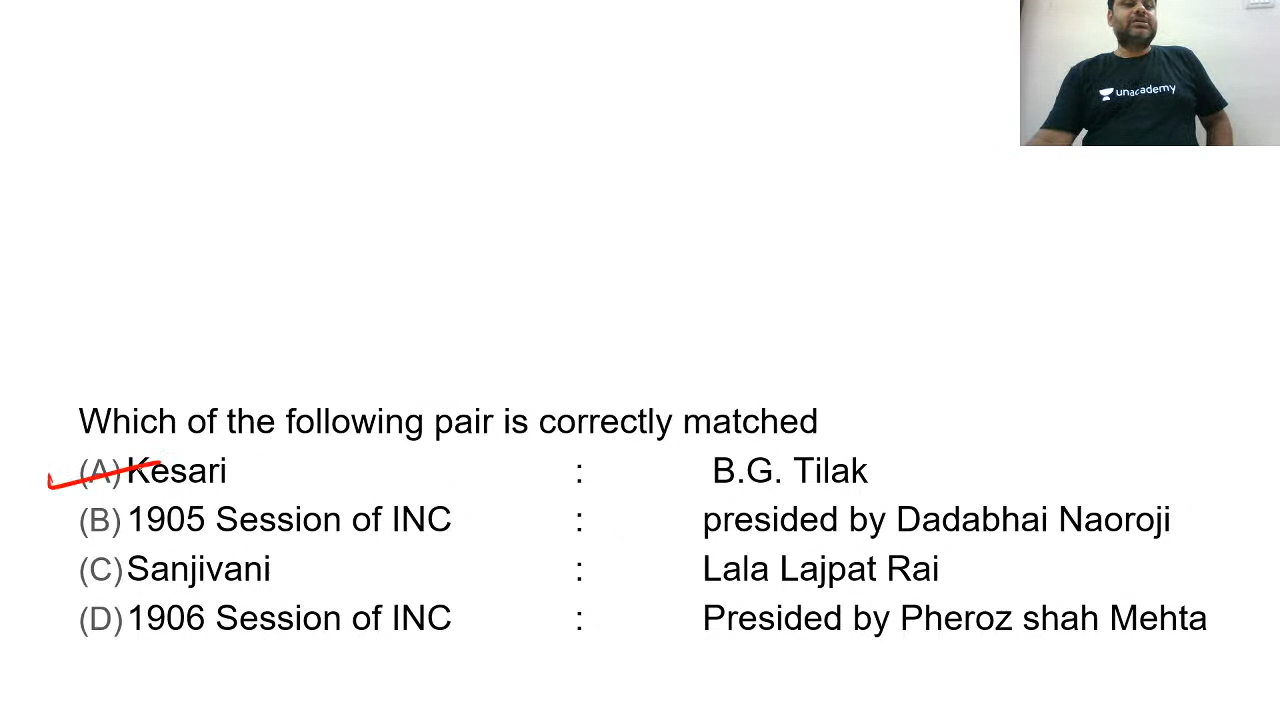 unacademy
Which of the following pair is correctly matched
(A) Kesari : B.G. Tilak
(B) 1905 Session of INC : presided by Dadabhai Naoroji
(C) Sanjivani : Lala Lajpat Rai
(D) 1906 Session of INC : Presided by Pheroz shah Mehta